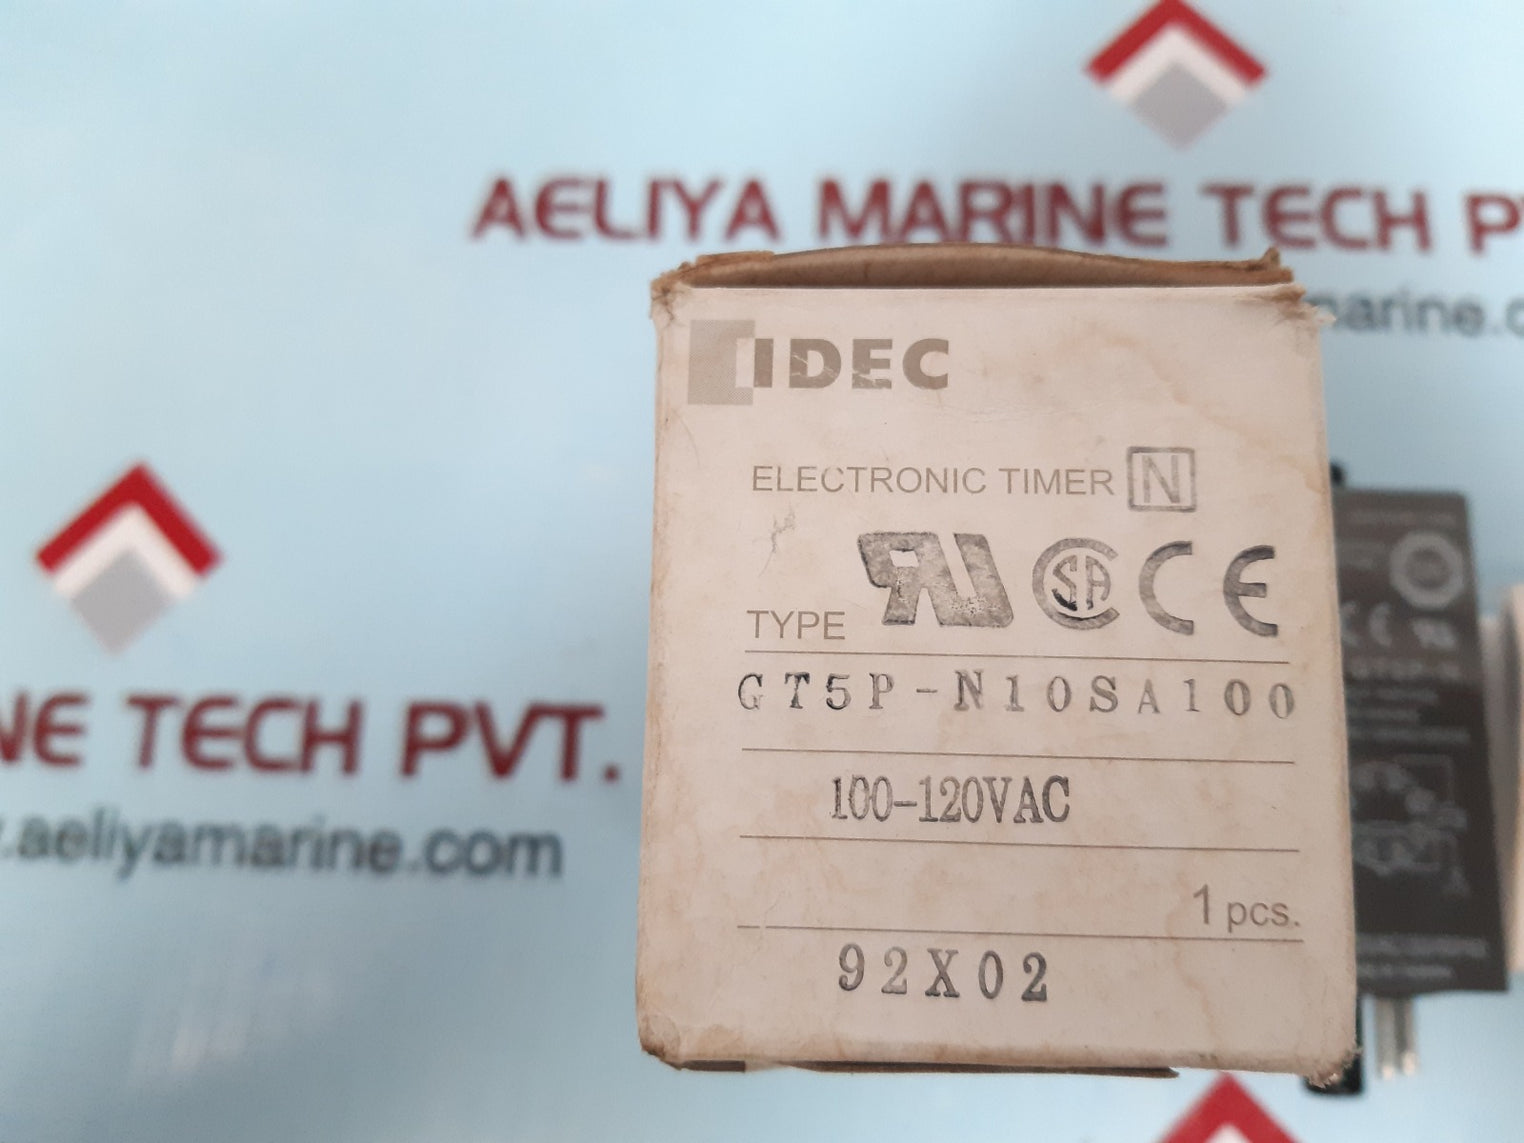 AELIYA MARINE TECH
arine.
IDEC
ELECTRONIC TIMER N
TYPE
GT5P-N10SA100
100-120VAC
1 pcs.
92X02
NE TECH PVT.
.aeliyamarine.com
GT5P-N